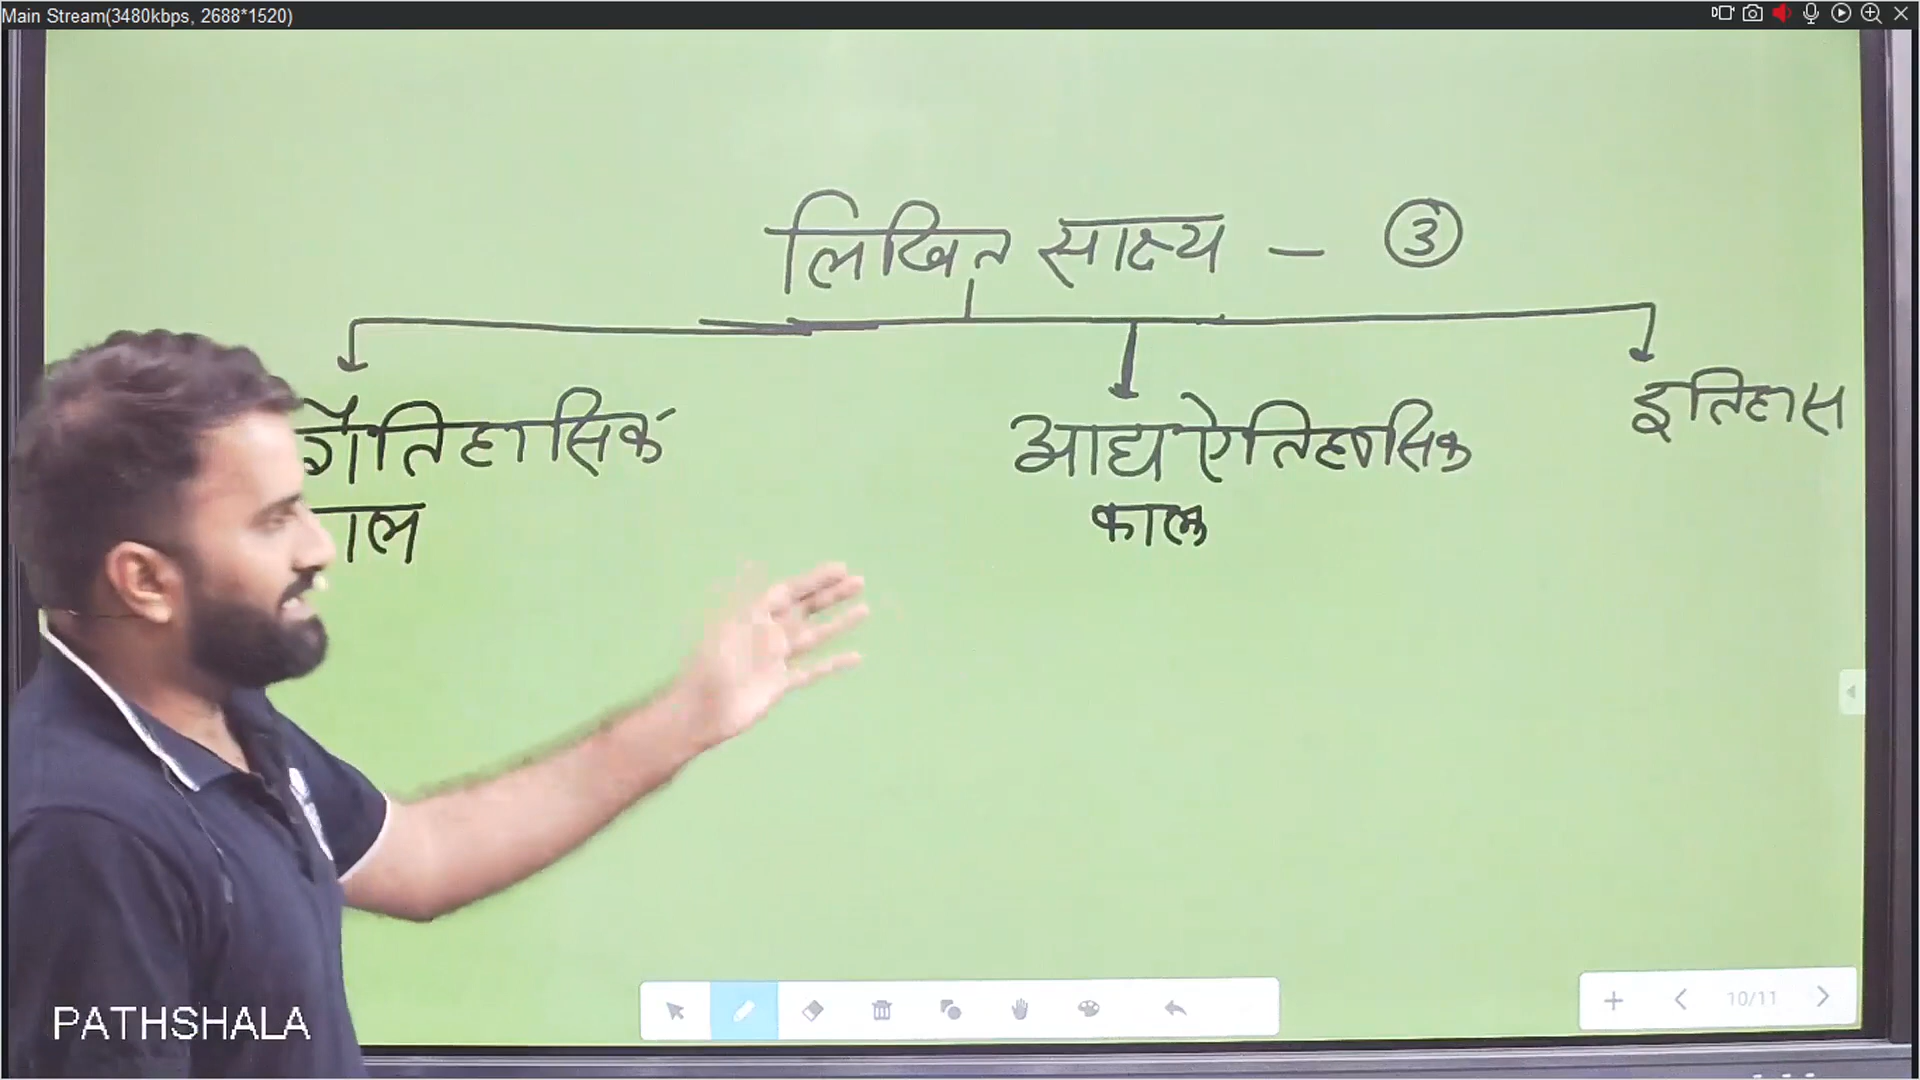 Main Stream(3480kbps, 2688*1520)
लिखित साक्ष्य - ③
र्गैतिहासिक आद्य ऐतिहासिक इतिहास
ाल काल
PATHSHALA
10/11